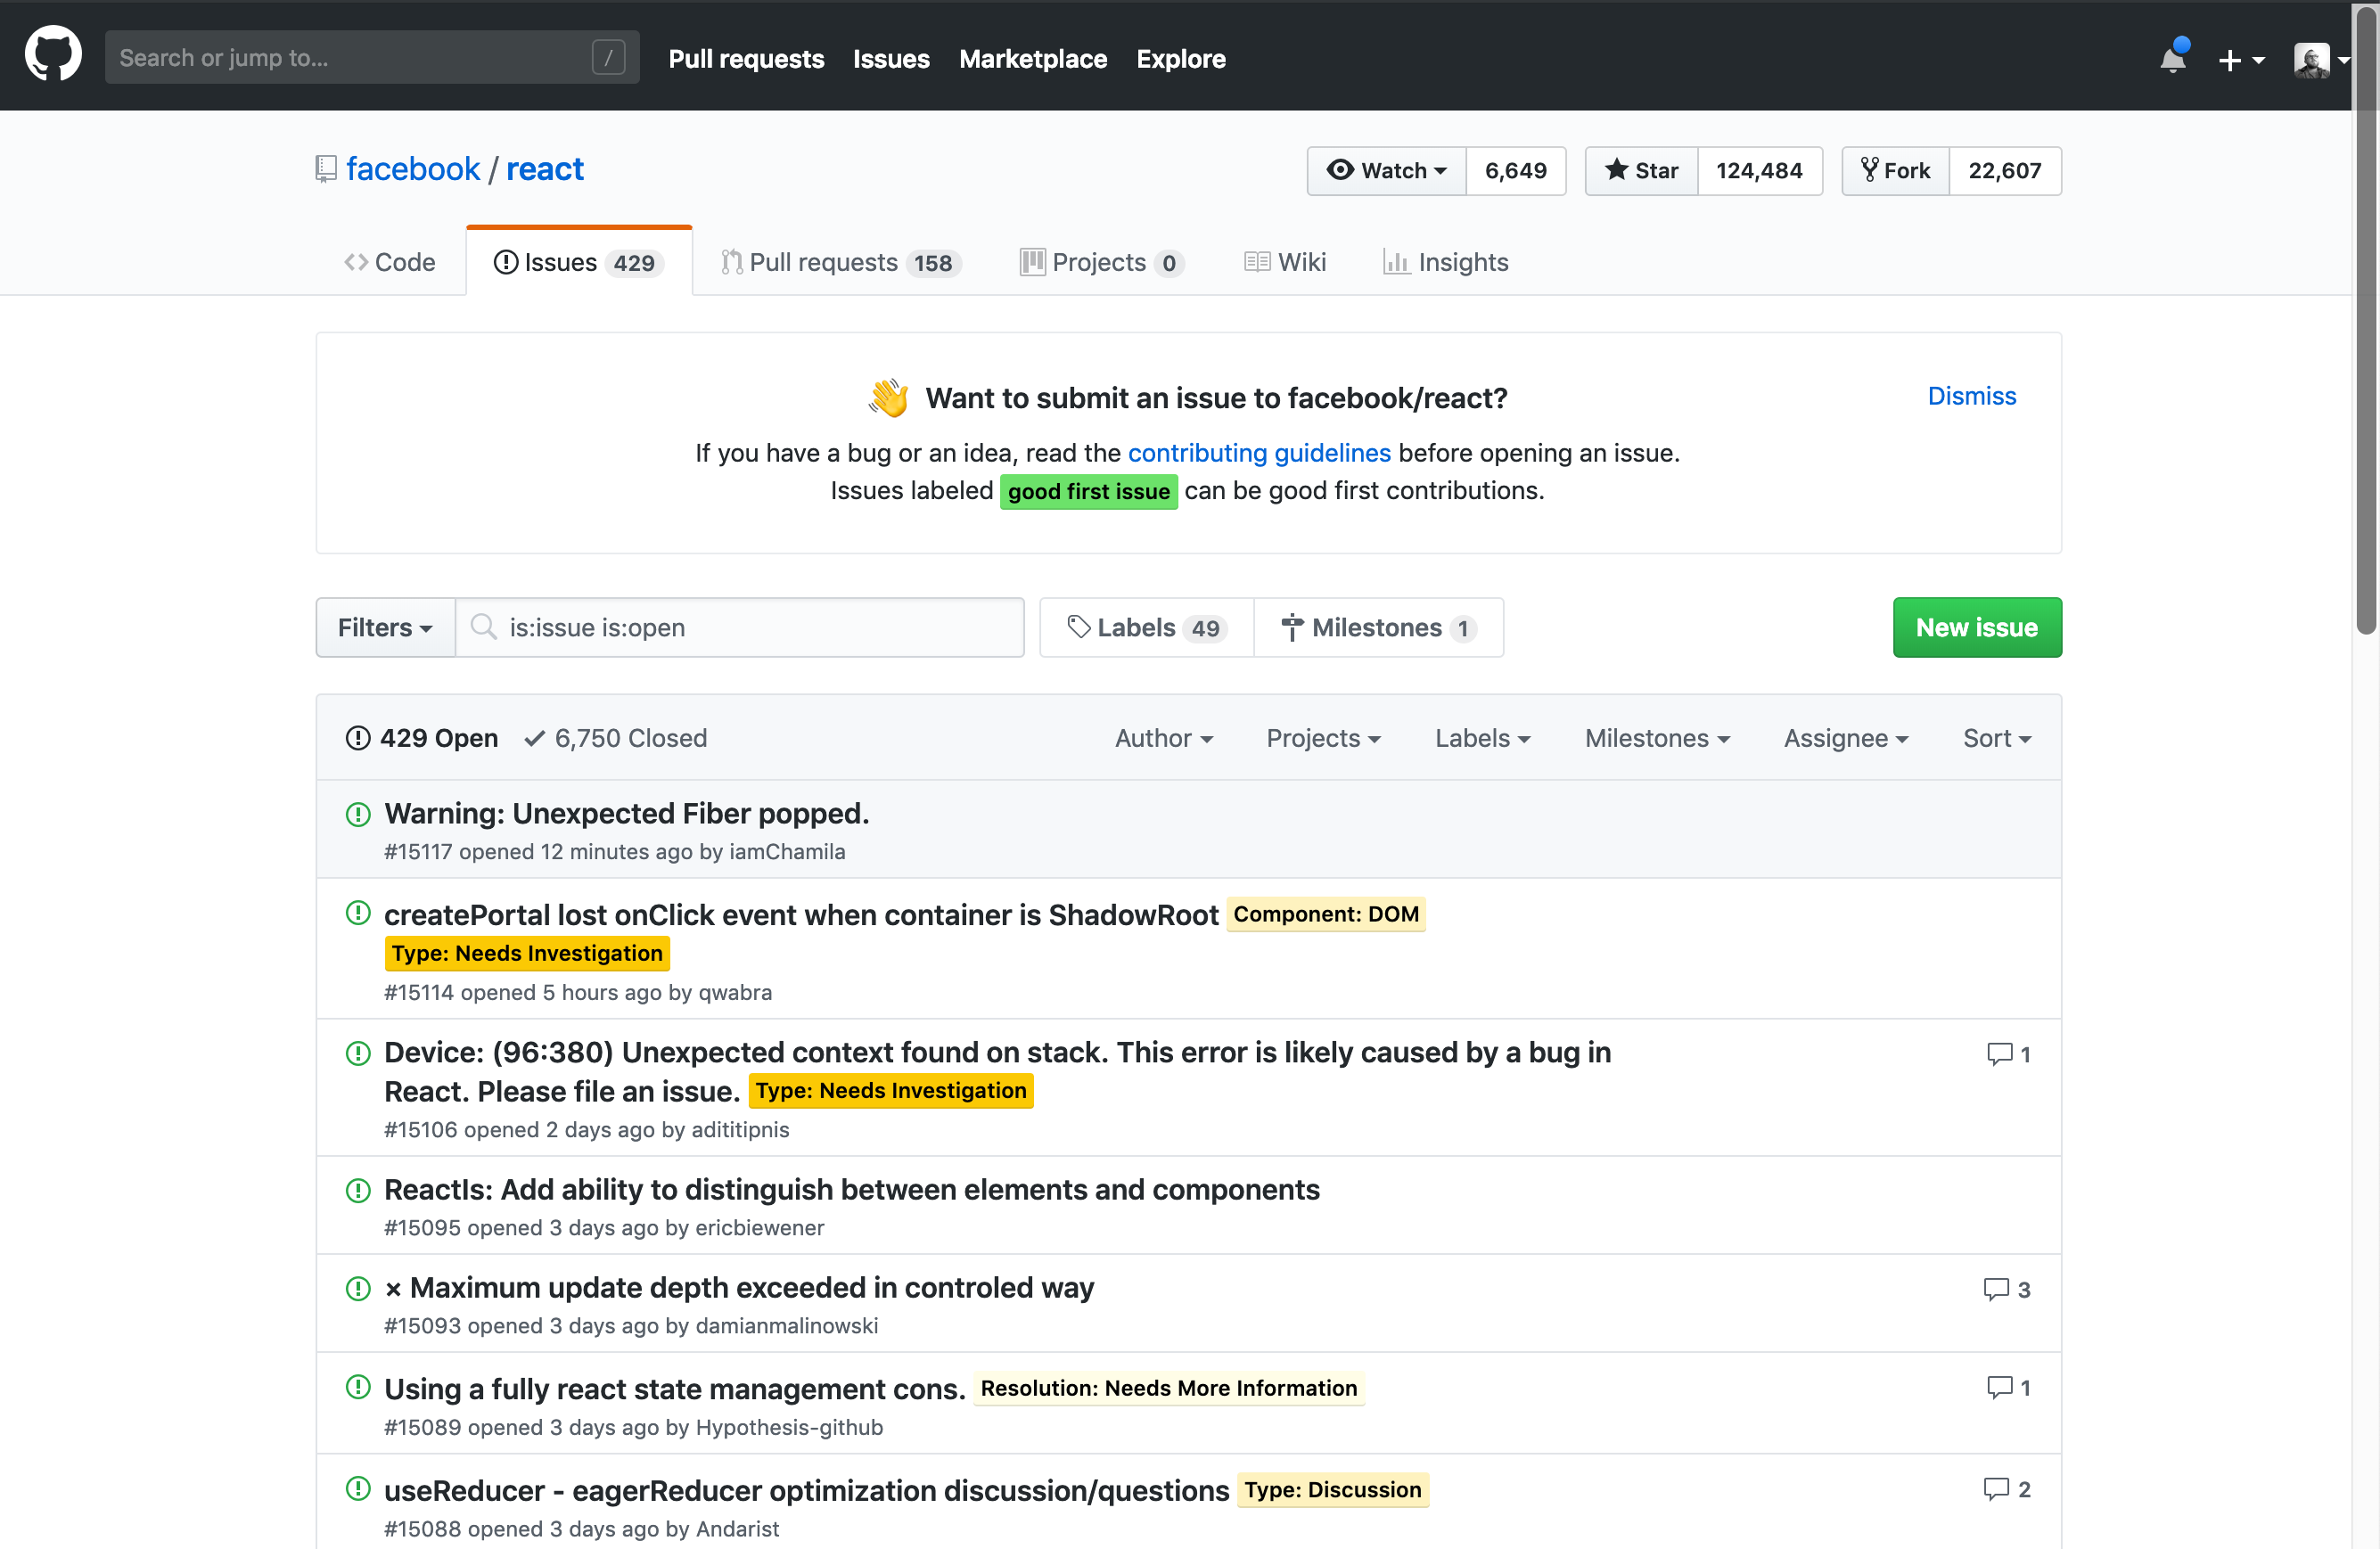 Search or jump to... /
Pull requests Issues Marketplace Explore
facebook / react
Watch 6,649 Star 124,484 Fork 22,607
Code Issues 429 Pull requests 158 Projects 0 Wiki Insights
👋 Want to submit an issue to facebook/react?
Dismiss
If you have a bug or an idea, read the contributing guidelines before opening an issue.
Issues labeled good first issue can be good first contributions.
Filters is:issue is:open Labels 49 Milestones 1 New issue
429 Open 6,750 Closed Author Projects Labels Milestones Assignee Sort
Warning: Unexpected Fiber popped.
#15117 opened 12 minutes ago by iamChamila
createPortal lost onClick event when container is ShadowRoot Component: DOM
Type: Needs Investigation
#15114 opened 5 hours ago by qwabra
Device: (96:380) Unexpected context found on stack. This error is likely caused by a bug in 1
React. Please file an issue. Type: Needs Investigation
#15106 opened 2 days ago by adititipnis
ReactIs: Add ability to distinguish between elements and components
#15095 opened 3 days ago by ericbiewener
× Maximum update depth exceeded in controled way 3
#15093 opened 3 days ago by damianmalinowski
Using a fully react state management cons. Resolution: Needs More Information 1
#15089 opened 3 days ago by Hypothesis-github
useReducer - eagerReducer optimization discussion/questions Type: Discussion 2
#15088 opened 3 days ago by Andarist